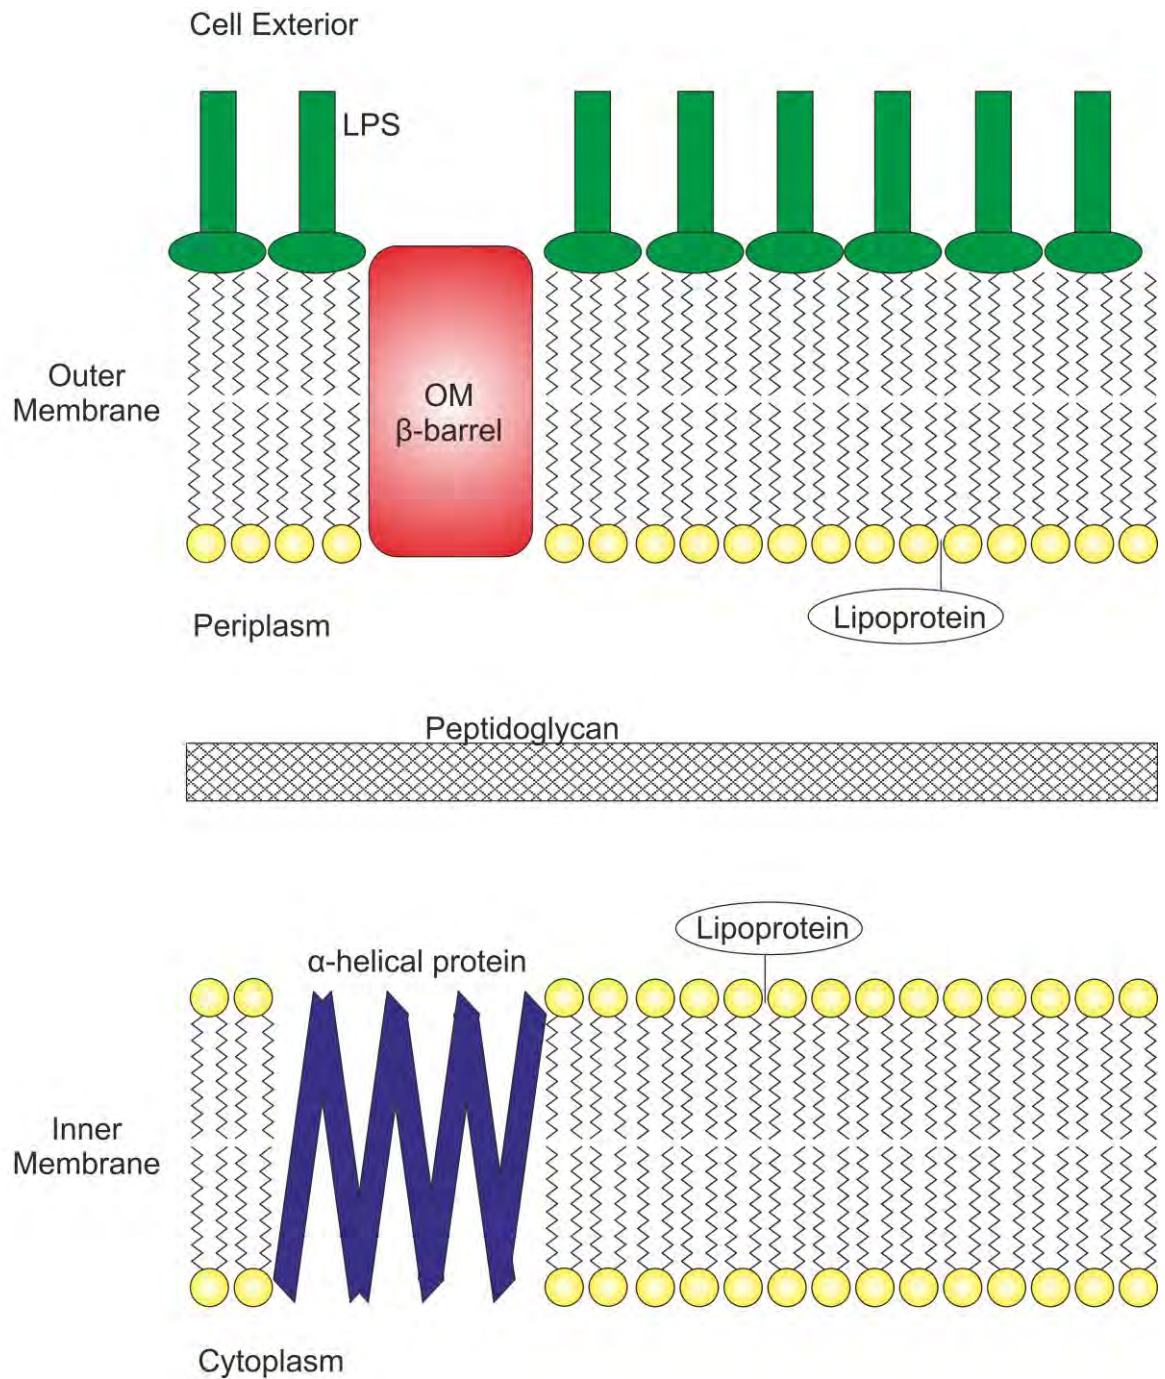 Cell Exterior
LPS
Outer
Membrane
OM
β-barrel
Lipoprotein
Periplasm
Peptidoglycan
Lipoprotein
α-helical protein
Inner
Membrane
Cytoplasm